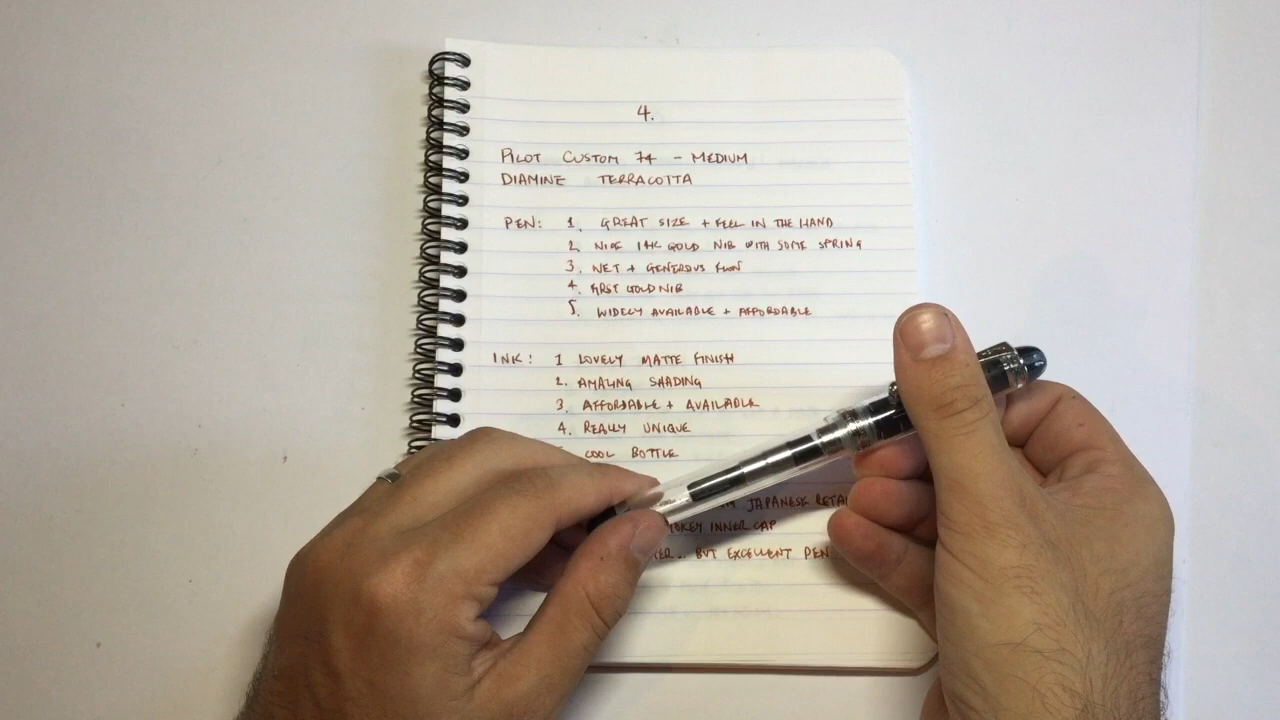 4.
PILOT CUSTOM 74 - MEDIUM
DIAMINE TERRACOTTA
PEN: 1. GREAT SIZE + FEEL IN THE HAND
2. NICE 14K GOLD NIB WITH SOME SPRING
3. WET + GENEROUS FLOW
4. FIRST GOLD NIB
5. WIDELY AVAILABLE + AFFORDABLE
INK: 1 LOVELY MATTE FINISH
2. AMAZING SHADING
3. AFFORDABLE + AVAILABLE
4. REALLY UNIQUE
COOL BOTTLE
JAPANESE
INNER CAP
BUT EXCELLENT PEN